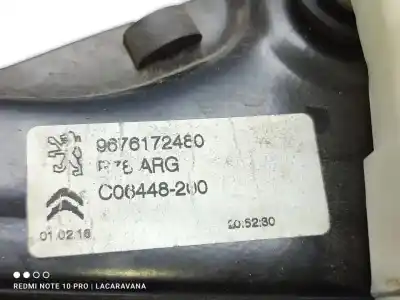 9676172480
ARG
C06448-200
01.02.16
20:52:30
REDMI NOTE 10 PRO | LACARAVANA